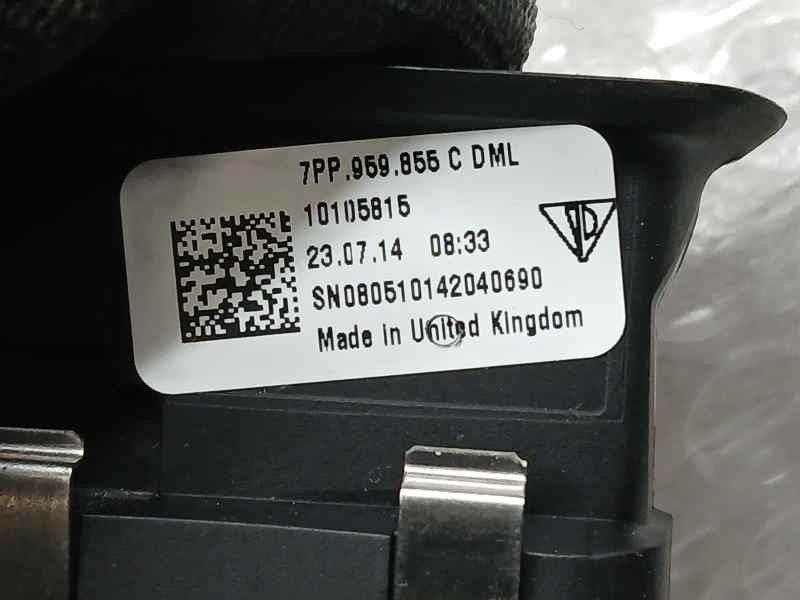 7PP.959.855 C DML
10105815
23.07.14 08:33
SN080510142040690
Made in United Kingdom